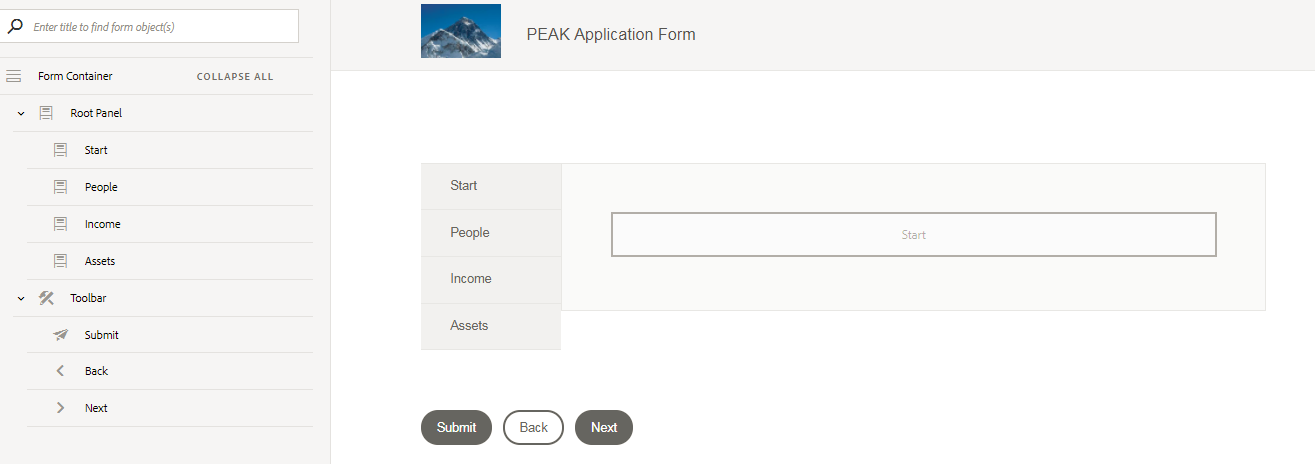 Enter title to find form object(s)
Form Container COLLAPSE ALL
Root Panel
Start
People
Income
Assets
Toolbar
Submit
Back
Next
PEAK Application Form
Start
People
Income
Assets
Start
Submit Back Next